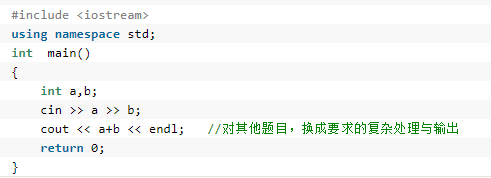 #include <iostream>
using namespace std;
int  main()
{
    int a,b;
    cin >> a >> b;
    cout << a+b << endl;   //对其他题目，换成要求的复杂处理与输出
    return 0;
}